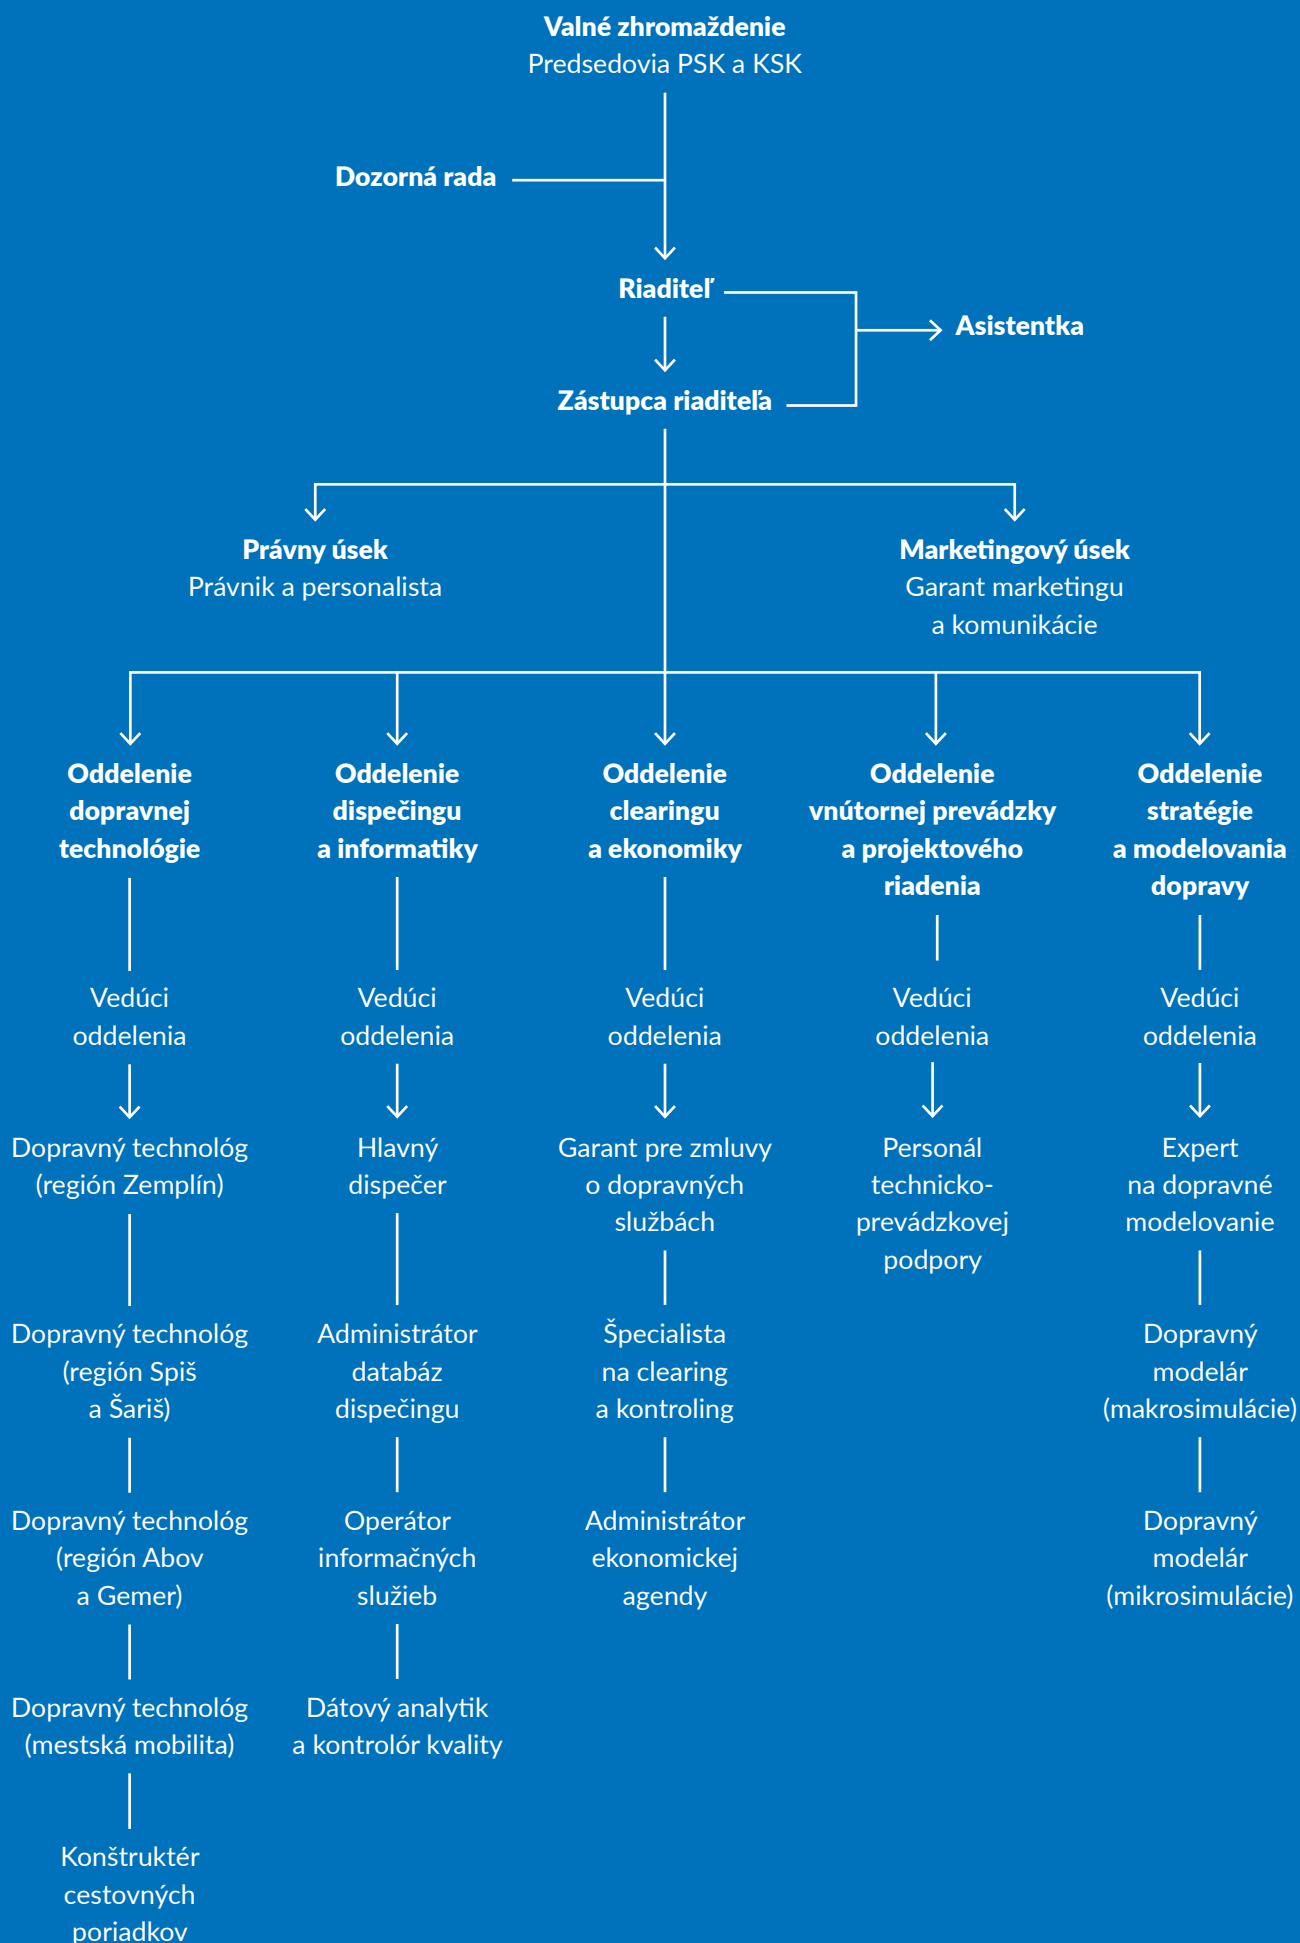 Valné zhromaždenie
Predsedovia PSK a KSK
Dozorná rada
Riaditeľ
Asistentka
Zástupca riaditeľa
Právny úsek
Právnik a personalista
Marketingový úsek
Garant marketingu
a komunikácie
Oddelenie
dopravnej
technológie
Vedúci
oddelenia
Dopravný technológ
(región Zemplín)
Dopravný technológ
(región Spiš
a Šariš)
Dopravný technológ
(región Abov
a Gemer)
Dopravný technológ
(mestská mobilita)
Konštruktér
cestovných
poriadkov
Oddelenie
dispečingu
a informatiky
Vedúci
oddelenia
Hlavný
dispečer
Administrátor
databáz
dispečingu
Operátor
informačných
služieb
Dátový analytik
a kontrolór kvality
Oddelenie
clearingu
a ekonomiky
Vedúci
oddelenia
Garant pre zmluvy
o dopravných
službách
Špecialista
na clearing
a kontroling
Administrátor
ekonomickej
agendy
Oddelenie
vnútornej prevádzky
a projektového
riadenia
Vedúci
oddelenia
Personál
technicko-
prevádzkovej
podpory
Oddelenie
stratégie
a modelovania
dopravy
Vedúci
oddelenia
Expert
na dopravné
modelovanie
Dopravný
modelár
(makrosimulácie)
Dopravný
modelár
(mikrosimulácie)